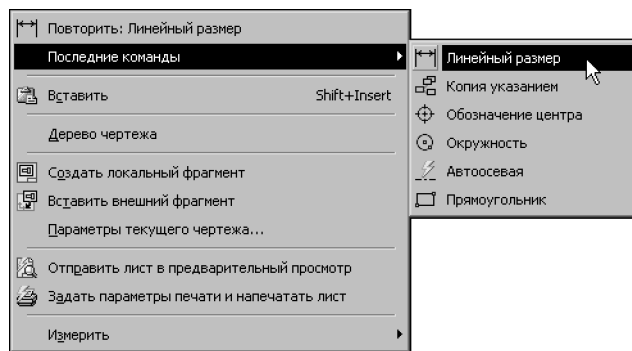 Повторить: Линейный размер
Последние команды
Вставить Shift+Insert
Дерево чертежа
Создать локальный фрагмент
Вставить внешний фрагмент
Параметры текущего чертежа...
Отправить лист в предварительный просмотр
Задать параметры печати и напечатать лист
Измерить
Линейный размер
Копия указанием
Обозначение центра
Окружность
Автоосевая
Прямоугольник